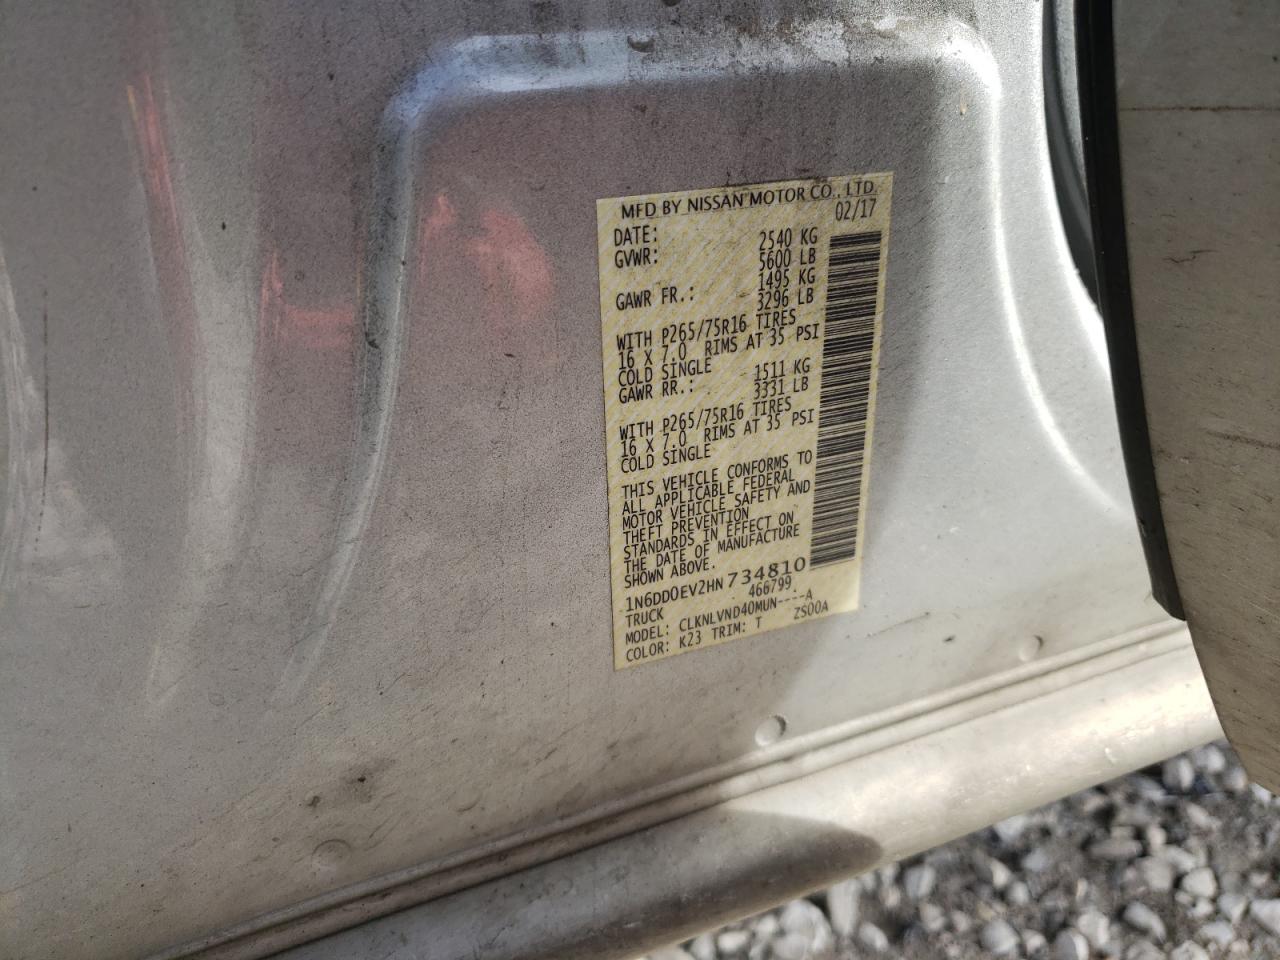 MFD BY NISSAN MOTOR CO., LTD.
DATE: 02/17
GVWR: 2540 KG
5600 LB
GAWR FR.: 1495 KG
3296 LB
WITH P265/75R16 TIRES
16 X 7.0 RIMS AT 35 PSI
COLD SINGLE
GAWR RR.: 1511 KG
3331 LB
WITH P265/75R16 TIRES
16 X 7.0 RIMS AT 35 PSI
COLD SINGLE
THIS VEHICLE CONFORMS TO
ALL APPLICABLE FEDERAL
MOTOR VEHICLE SAFETY AND
THEFT PREVENTION
STANDARDS IN EFFECT ON
THE DATE OF MANUFACTURE
SHOWN ABOVE.
1N6DD0EV2HN734810
TRUCK 466799
MODEL: CLKNLVND40MUN----A
COLOR: K23 TRIM: T ZS00A